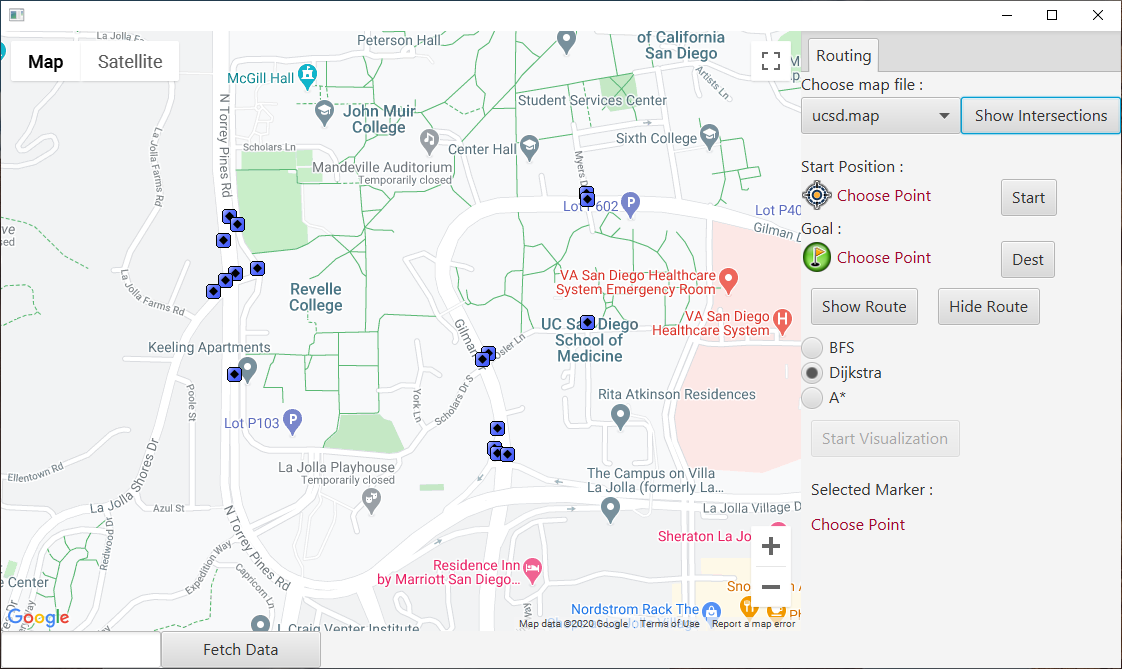 La Jolla
Map
Satellite
Peterson Hall
of California
San Diego
Artists Ln
McGill Hall
N Torrey Pines Rd
John Muir
College
Student Services Center
Sixth College
Scholars Ln
Center Hall
Mandeville Auditorium
Temporarily closed
Myers D
La Jolla Farms Rd
Lot P602
Lot P40
Gilman D
VA San Diego Healthcare
System Emergency Room
La Jolla Farms Rd
Revelle
College
VA San Diego
Healthcare System
UC San Diego
School of
Medicine
Gilman
osler Ln
Keeling Apartments
Scholars Dr S
York Ln
Poole St
Rita Atkinson Residences
Lot P103
La Jolla Shores Dr
La Jolla Playhouse
Temporarily closed
Ellentown Rd
The Campus on Villa
La Jolla (formerly La...
Azul St
La Jolla Village D
Redwood Dr
N Torrey Pines Rd
Sheraton La Jo
Expedition Way
Capricorn Ln
Residence Inn
by Marriott San Diego...
e Center
Nordstrom Rack The
Google
J. Craig Venter Institute
Map data ©2020 Google
Terms of Use
Report a map error
+
−
Fetch Data
Routing
Choose map file :
ucsd.map
Show Intersections
Start Position :
Choose Point
Start
Goal :
Choose Point
Dest
Show Route
Hide Route
BFS
Dijkstra
A*
Start Visualization
Selected Marker :
Choose Point